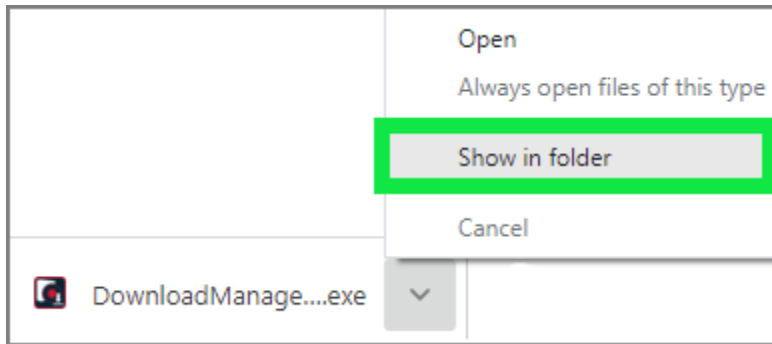 Open
Always open files of this type
Show in folder
Cancel
DownloadManage....exe